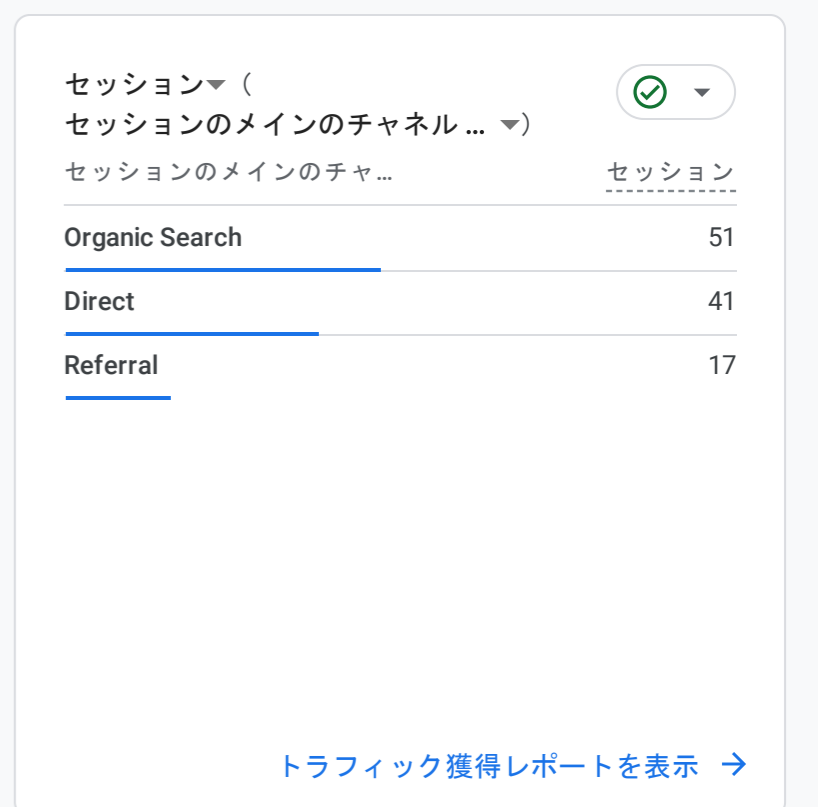 セッション（
セッションのメインのチャネル ... ）
セッションのメインのチャ... セッション
Organic Search 51
Direct 41
Referral 17
トラフィック獲得レポートを表示